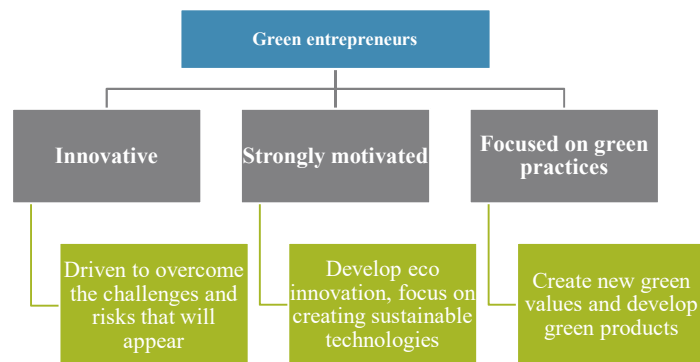 Green entrepreneurs
Innovative
Strongly motivated
Focused on green
practices
Driven to overcome
the challenges and
risks that will
appear
Develop eco
innovation, focus on
creating sustainable
technologies
Create new green
values and develop
green products